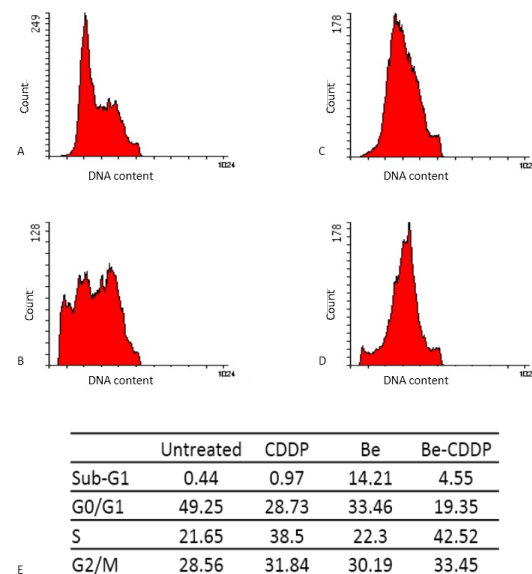 249
Count
A
1024
DNA content
178
Count
C
102
DNA content
128
Count
B
1024
DNA content
178
Count
D
102
DNA content
Untreated CDDP Be Be-CDDP
Sub-G1 0.44 0.97 14.21 4.55
G0/G1 49.25 28.73 33.46 19.35
S 21.65 38.5 22.3 42.52
E G2/M 28.56 31.84 30.19 33.45